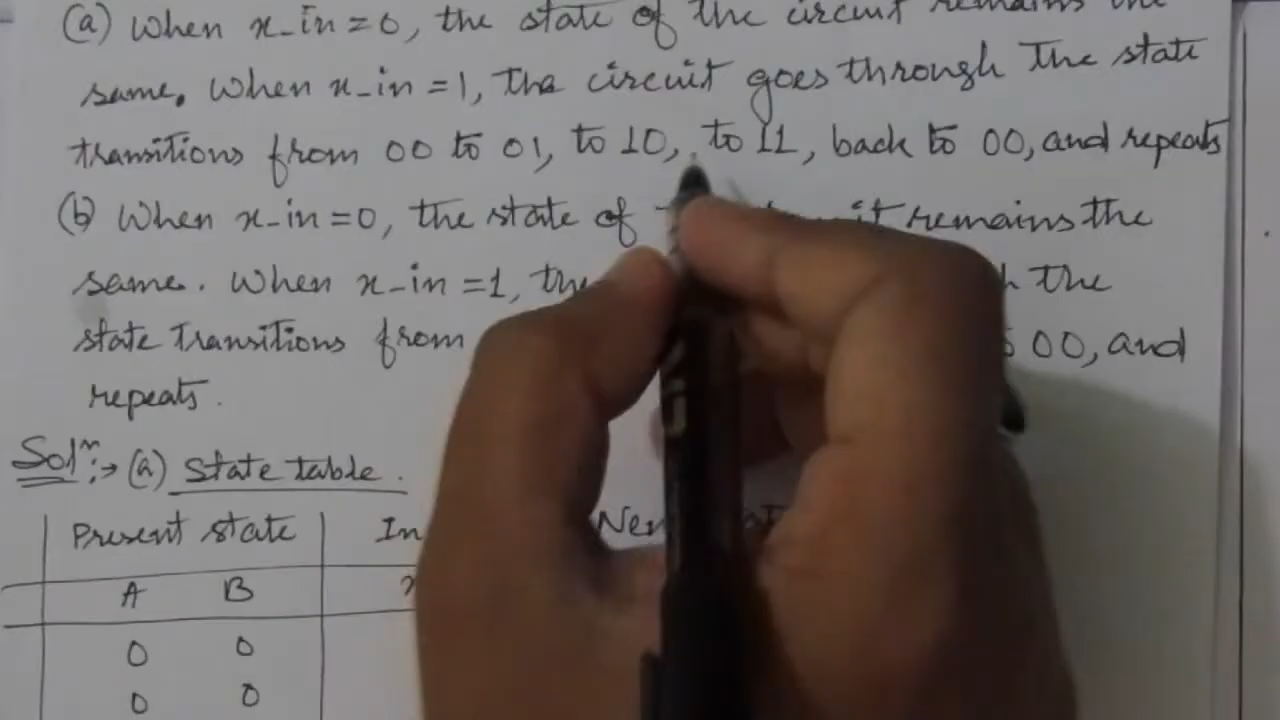 (a) When x_in=0, the state of the circuit remains the
same. When x_in=1, the circuit goes through the state
transitions from 00 to 01, to 10, to 11, back to 00, and repeats
(b) When x_in=0, the state of remains the
same. When x_in=1, the the
state transitions from 00, and
repeats.
Solⁿ:→ (a) State table.
Present state
A B
0 0
0 0